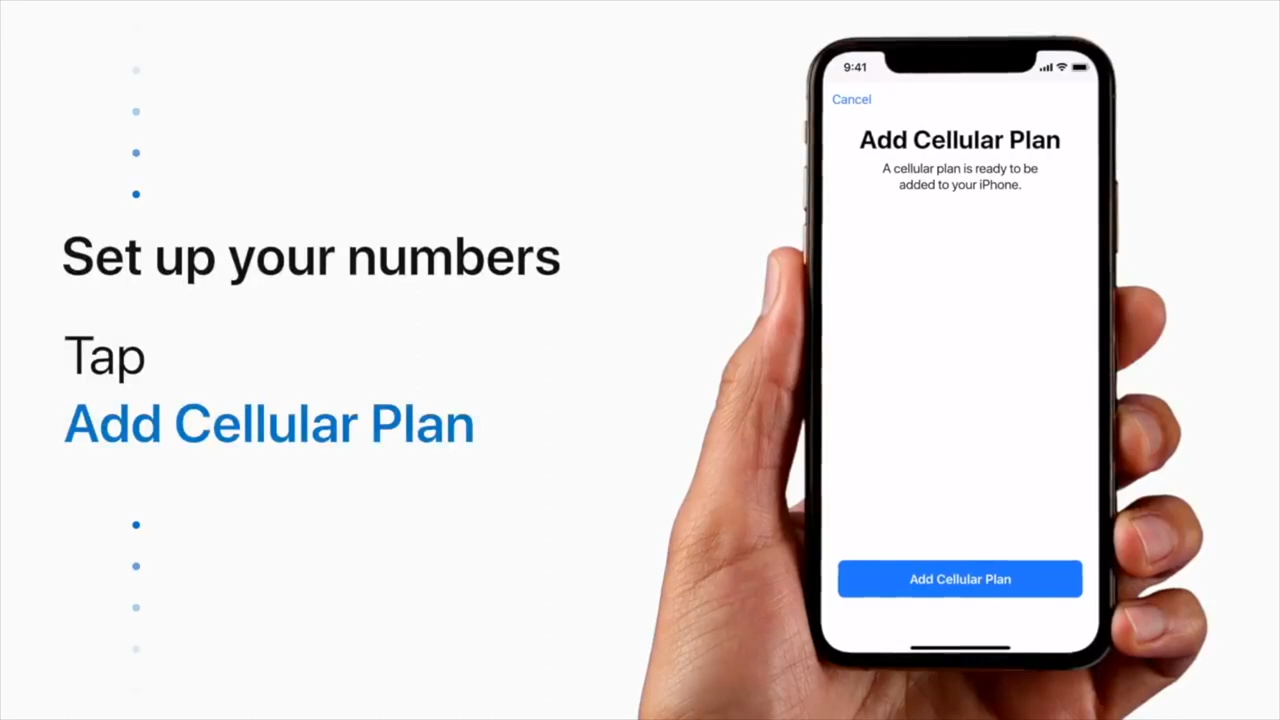 Set up your numbers
Tap
Add Cellular Plan
9:41
Cancel
Add Cellular Plan
A cellular plan is ready to be
added to your iPhone.
Add Cellular Plan